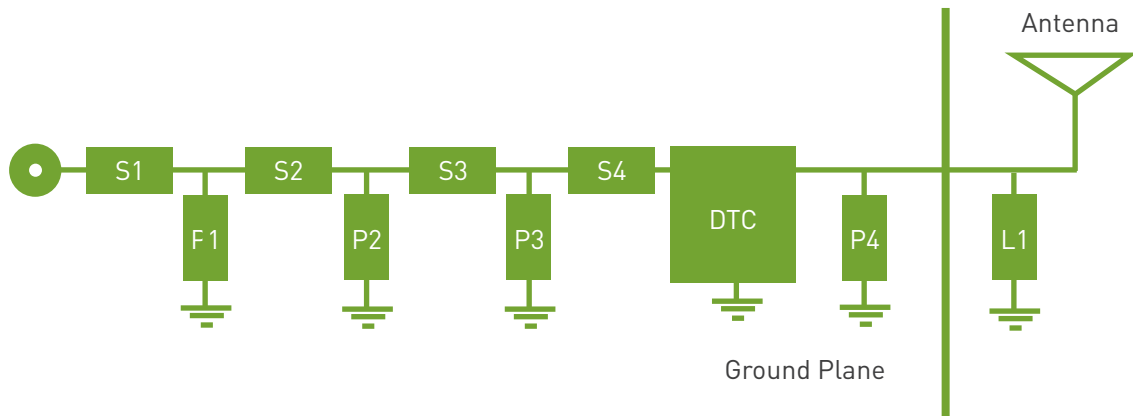 Antenna
S1
S2
S3
S4
DTC
F1
P2
P3
P4
L1
Ground Plane